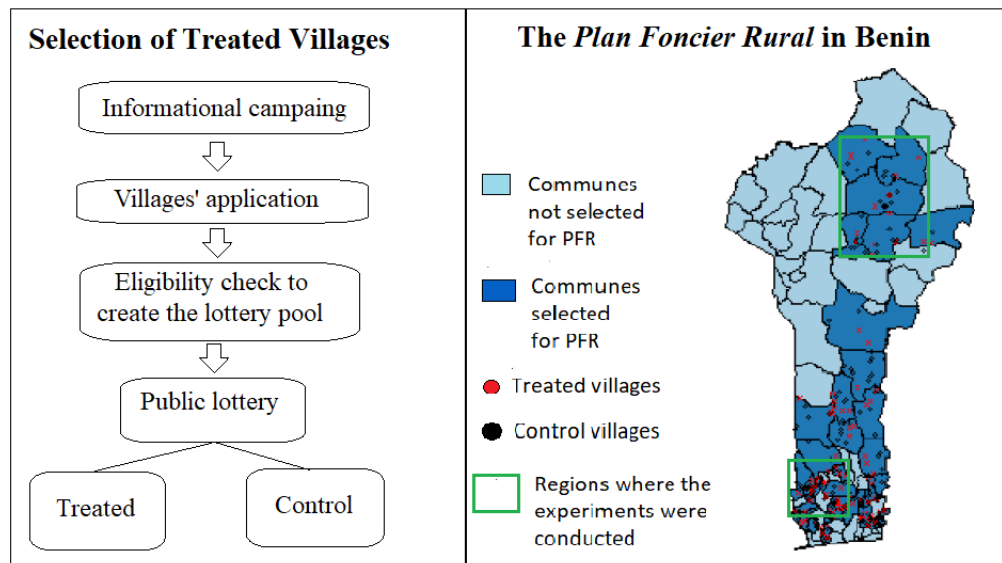 Selection of Treated Villages
Informational campaing
Villages' application
Eligibility check to
create the lottery pool
Public lottery
Treated
Control
The Plan Foncier Rural in Benin
Communes
not selected
for PFR
Communes
selected
for PFR
Treated villages
Control villages
Regions where the
experiments were
conducted